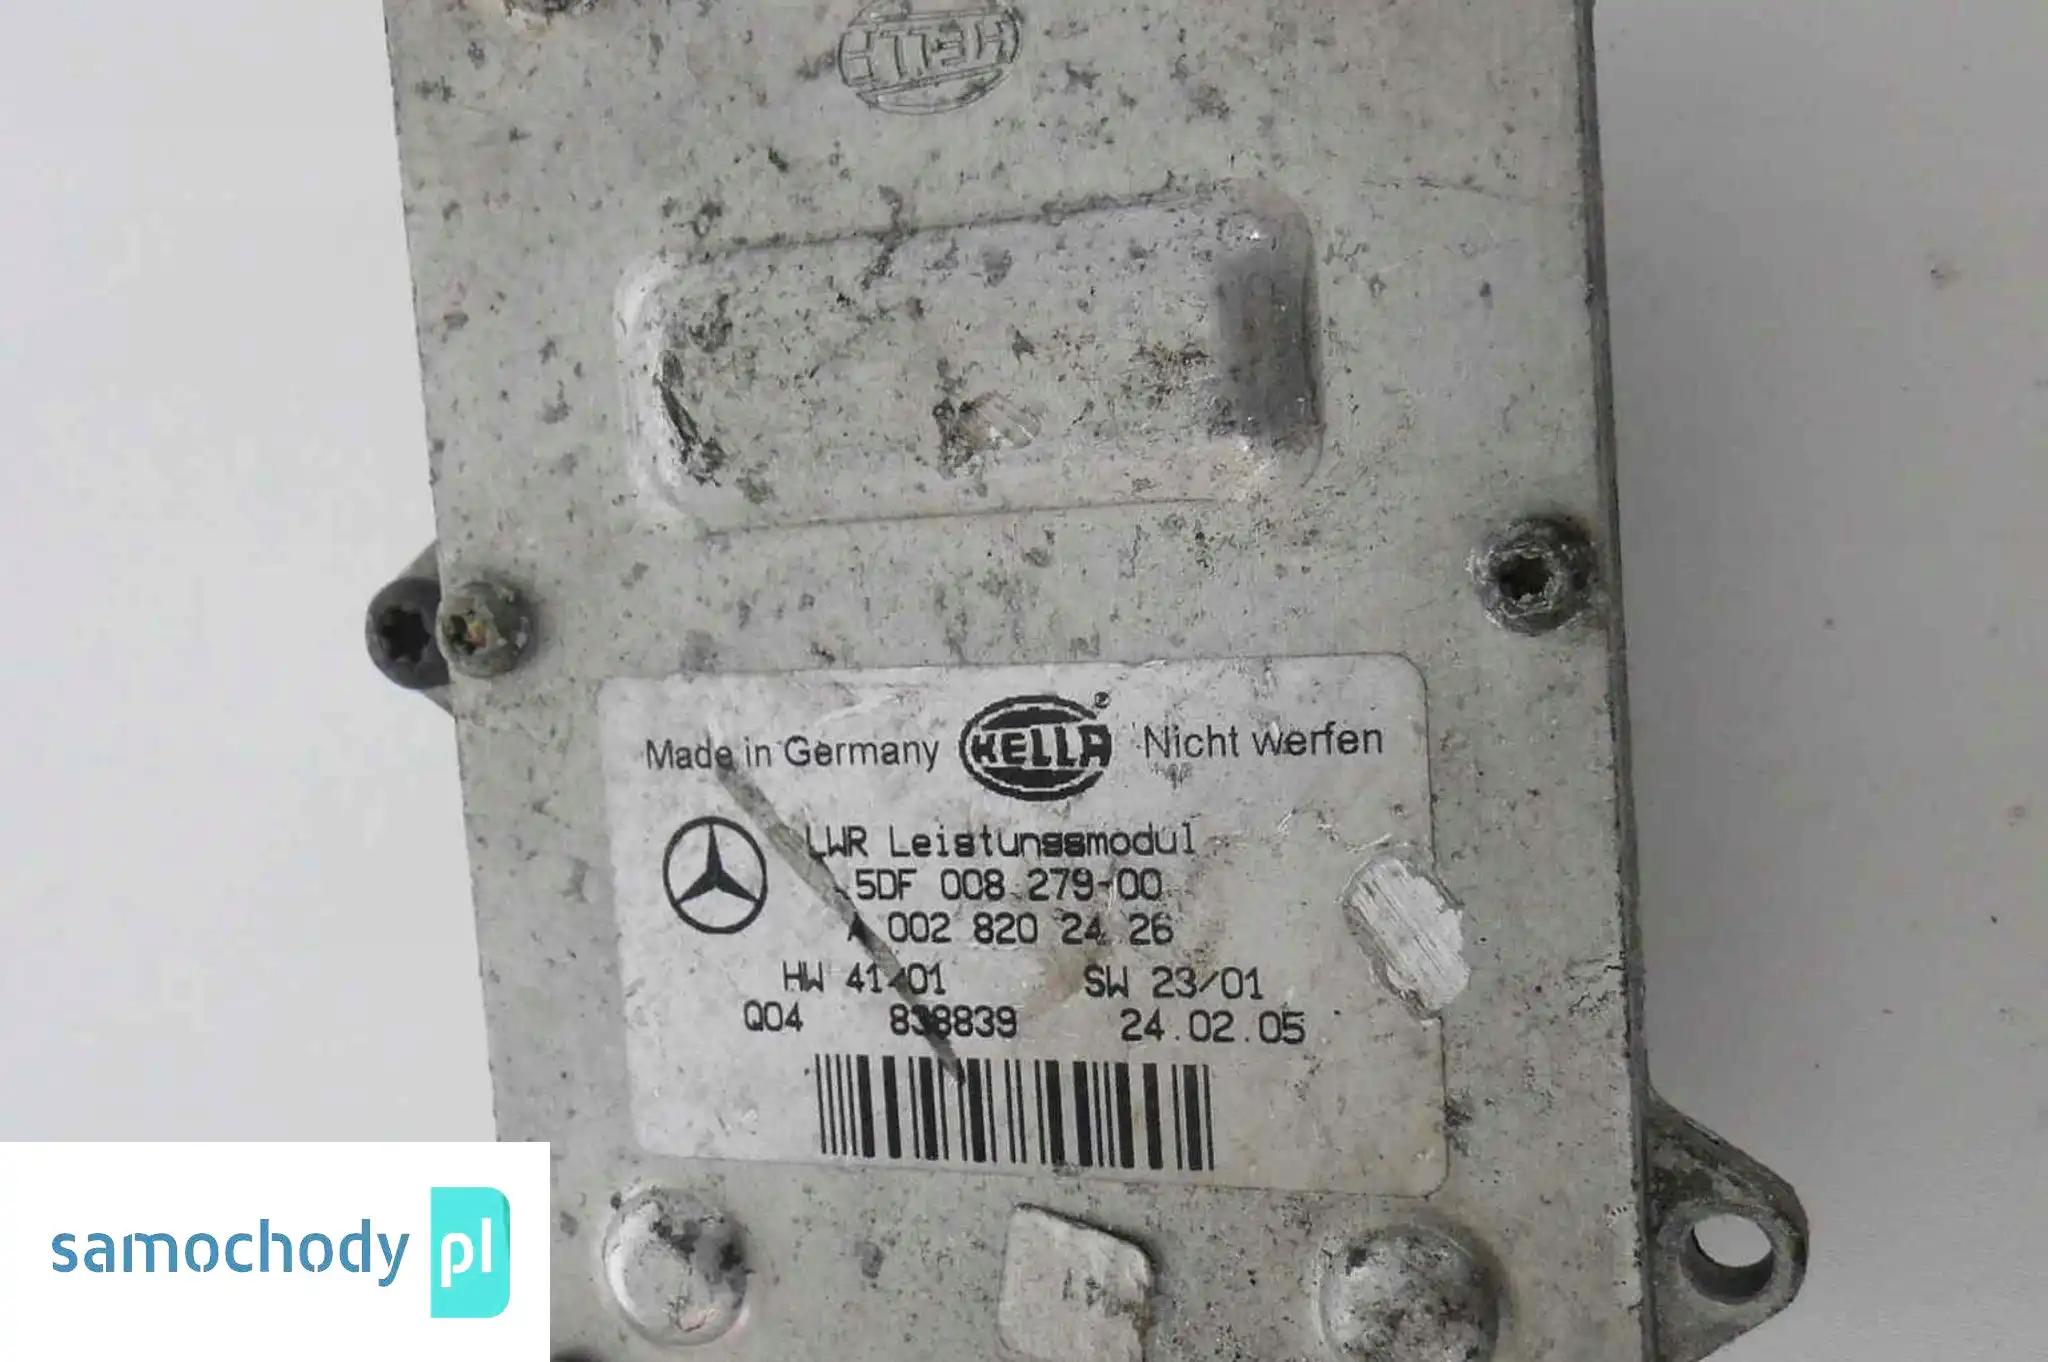 HELLA
Made in Germany HELLA ® Nicht werfen
LWR Leistungsmodul
5DF 008 279-00
A 002 820 24 26
HW 41/01 SW 23/01
Q04 838839 24.02.05
samochody pl